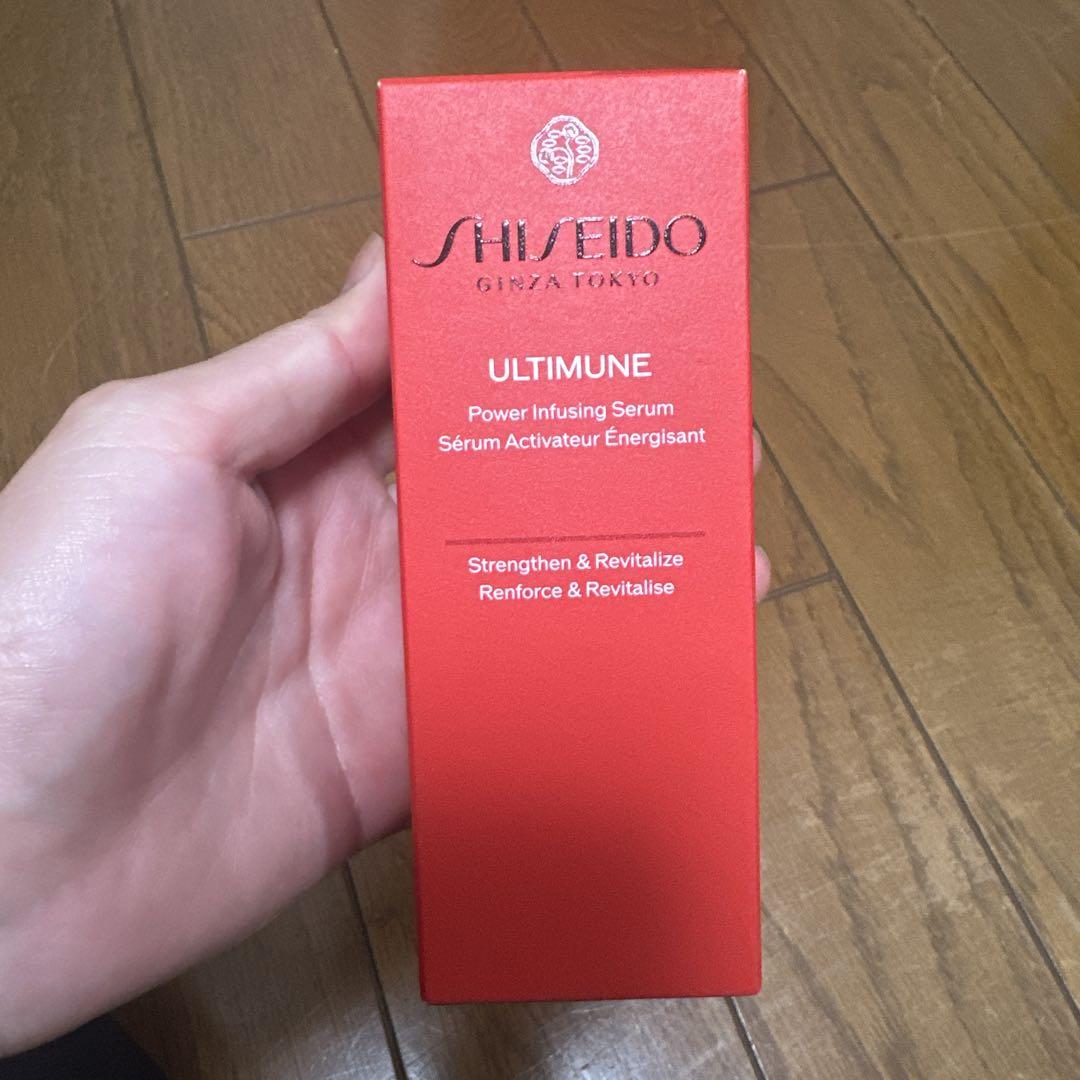 SHISEIDO
GINZA TOKYO
ULTIMUNE
Power Infusing Serum
Sérum Activateur Énergisant
Strengthen & Revitalize
Renforce & Revitalise